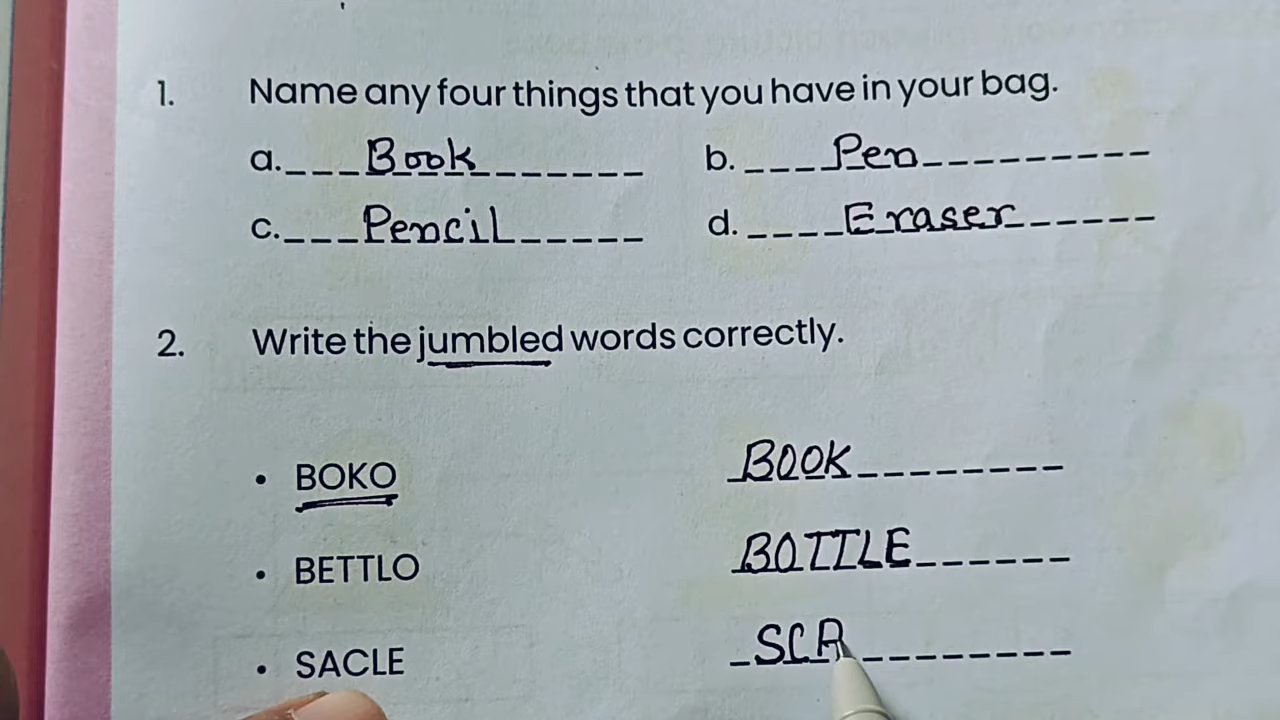 1. Name any four things that you have in your bag.
a. Book b. Pen
c. Pencil d. Eraser
2. Write the jumbled words correctly.
• BOKO BOOK
• BETTLO BOTTLE
• SACLE SCA